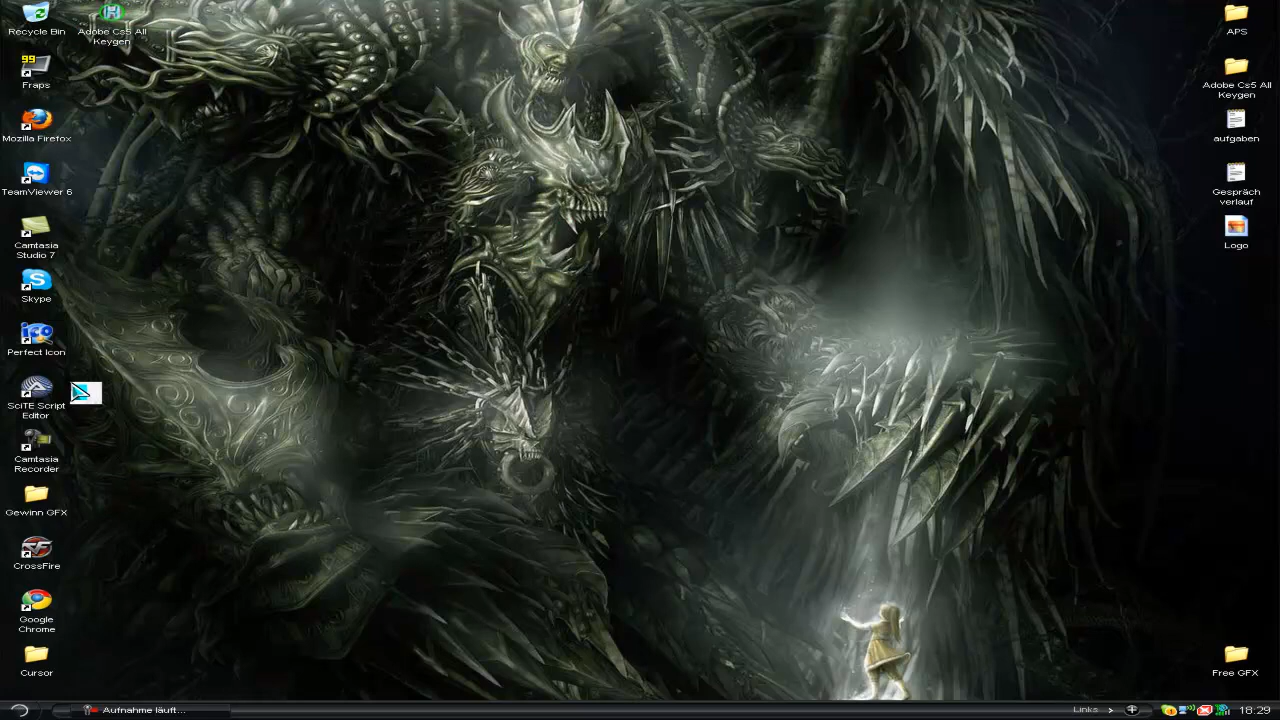 Recycle Bin
Adobe Cs5 All
Keygen
99
Fraps
Mozilla Firefox
TeamViewer 6
Camtasia
Studio 7
Skype
Perfect Icon
SciTE Script
Editor
Camtasia
Recorder
Gewinn GFX
CrossFire
Google
Chrome
Cursor
APS
Adobe Cs5 All
Keygen
aufgaben
Gespräch
verlauf
Logo
Free GFX
Aufnahme läuft...
Links
18:29